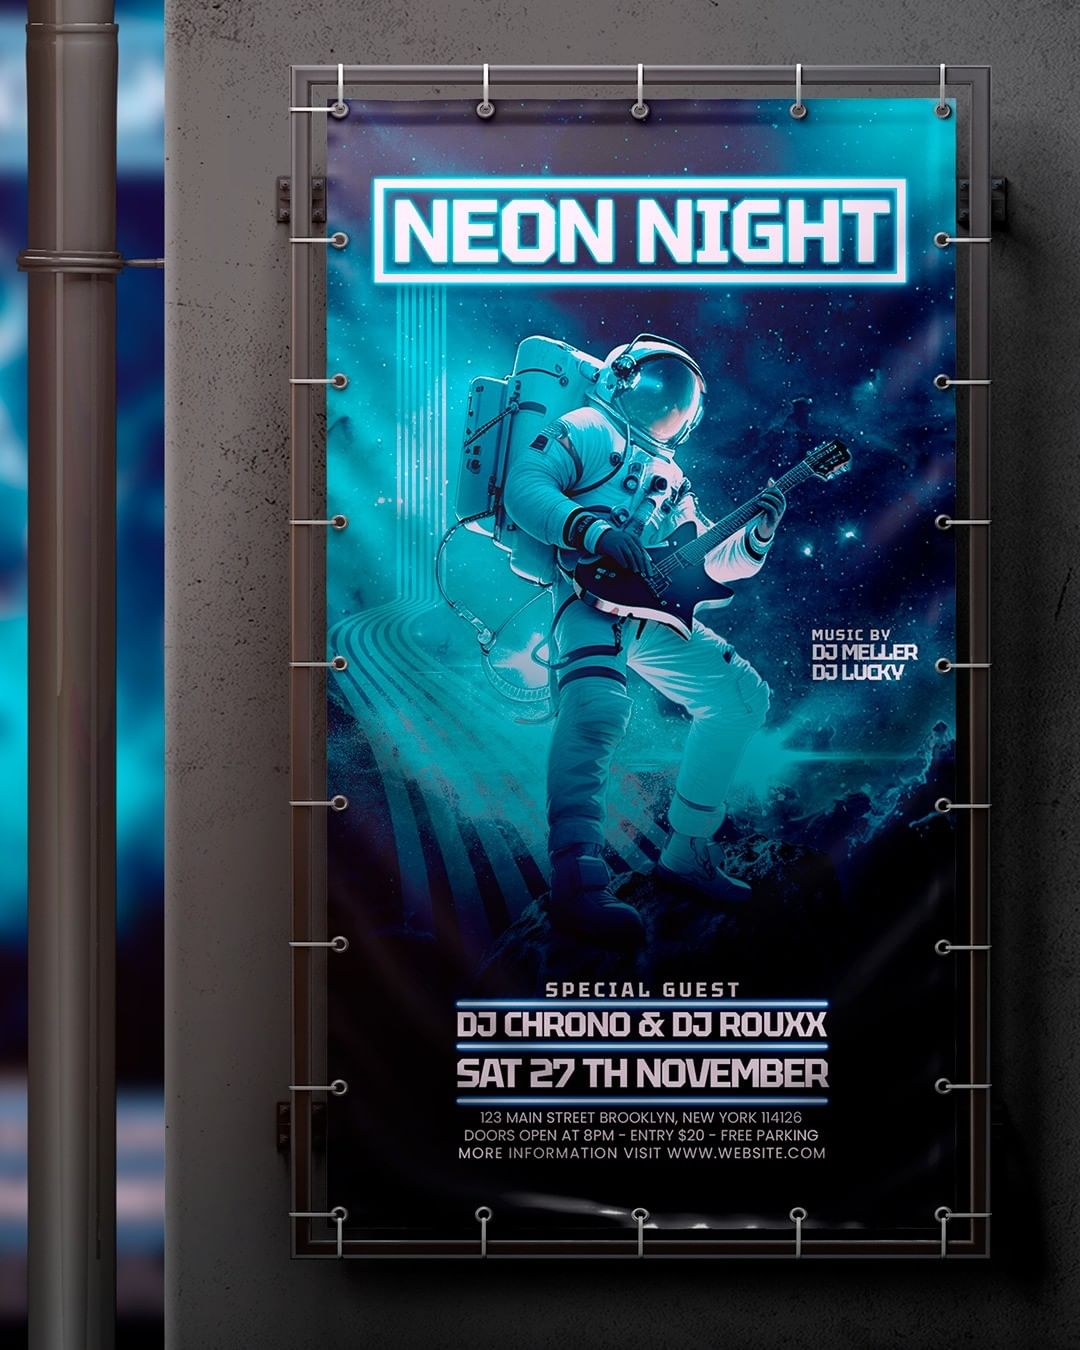 NEON NIGHT
MUSIC BY
DJ MELLER
DJ LUCKY
SPECIAL GUEST
DJ CHRONO & DJ ROUXX
SAT 27 TH NOVEMBER
123 MAIN STREET BROOKLYN, NEW YORK 114126
DOORS OPEN AT 8PM - ENTRY $20 - FREE PARKING
MORE INFORMATION VISIT WWW.WEBSITE.COM